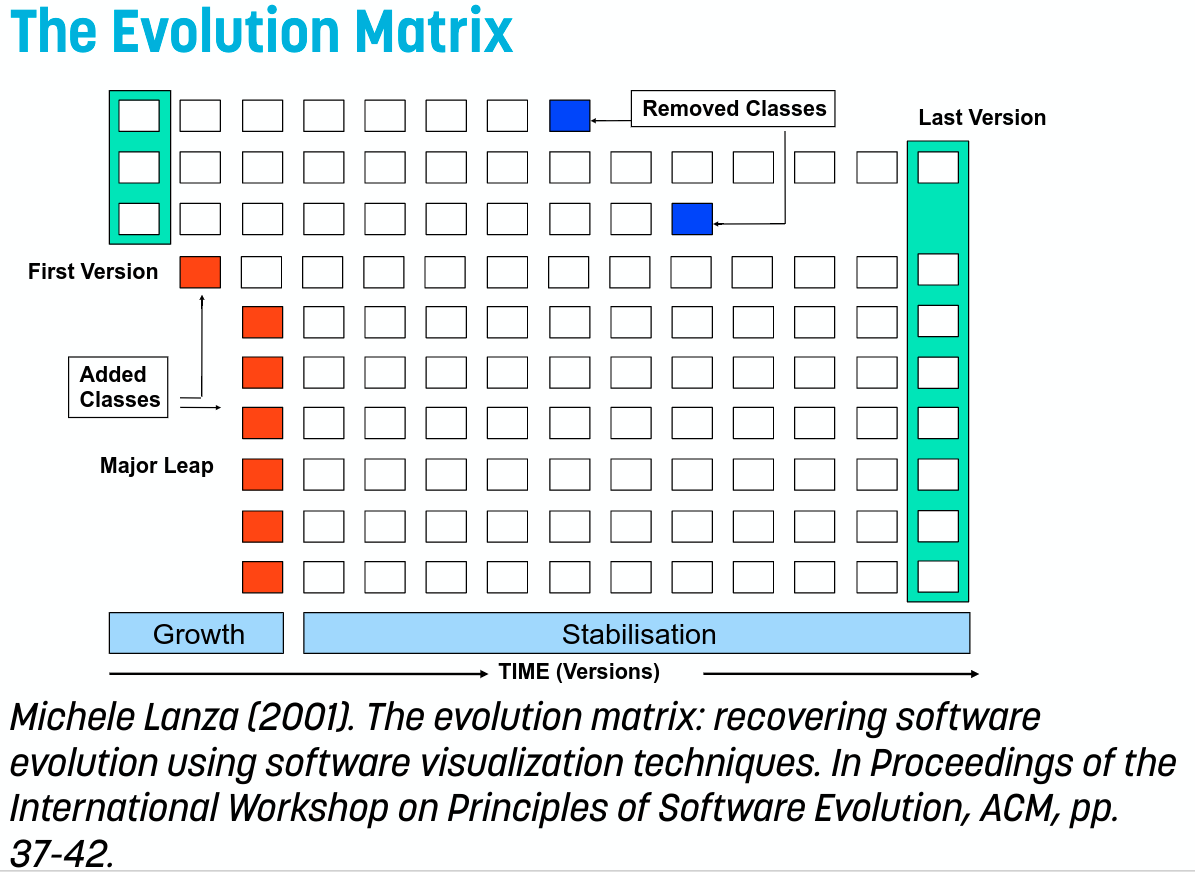 The Evolution Matrix
Removed Classes
Last Version
First Version
Added
Classes
Major Leap
Growth
Stabilisation
TIME (Versions)
Michele Lanza (2001). The evolution matrix: recovering software
evolution using software visualization techniques. In Proceedings of the
International Workshop on Principles of Software Evolution, ACM, pp.
37-42.